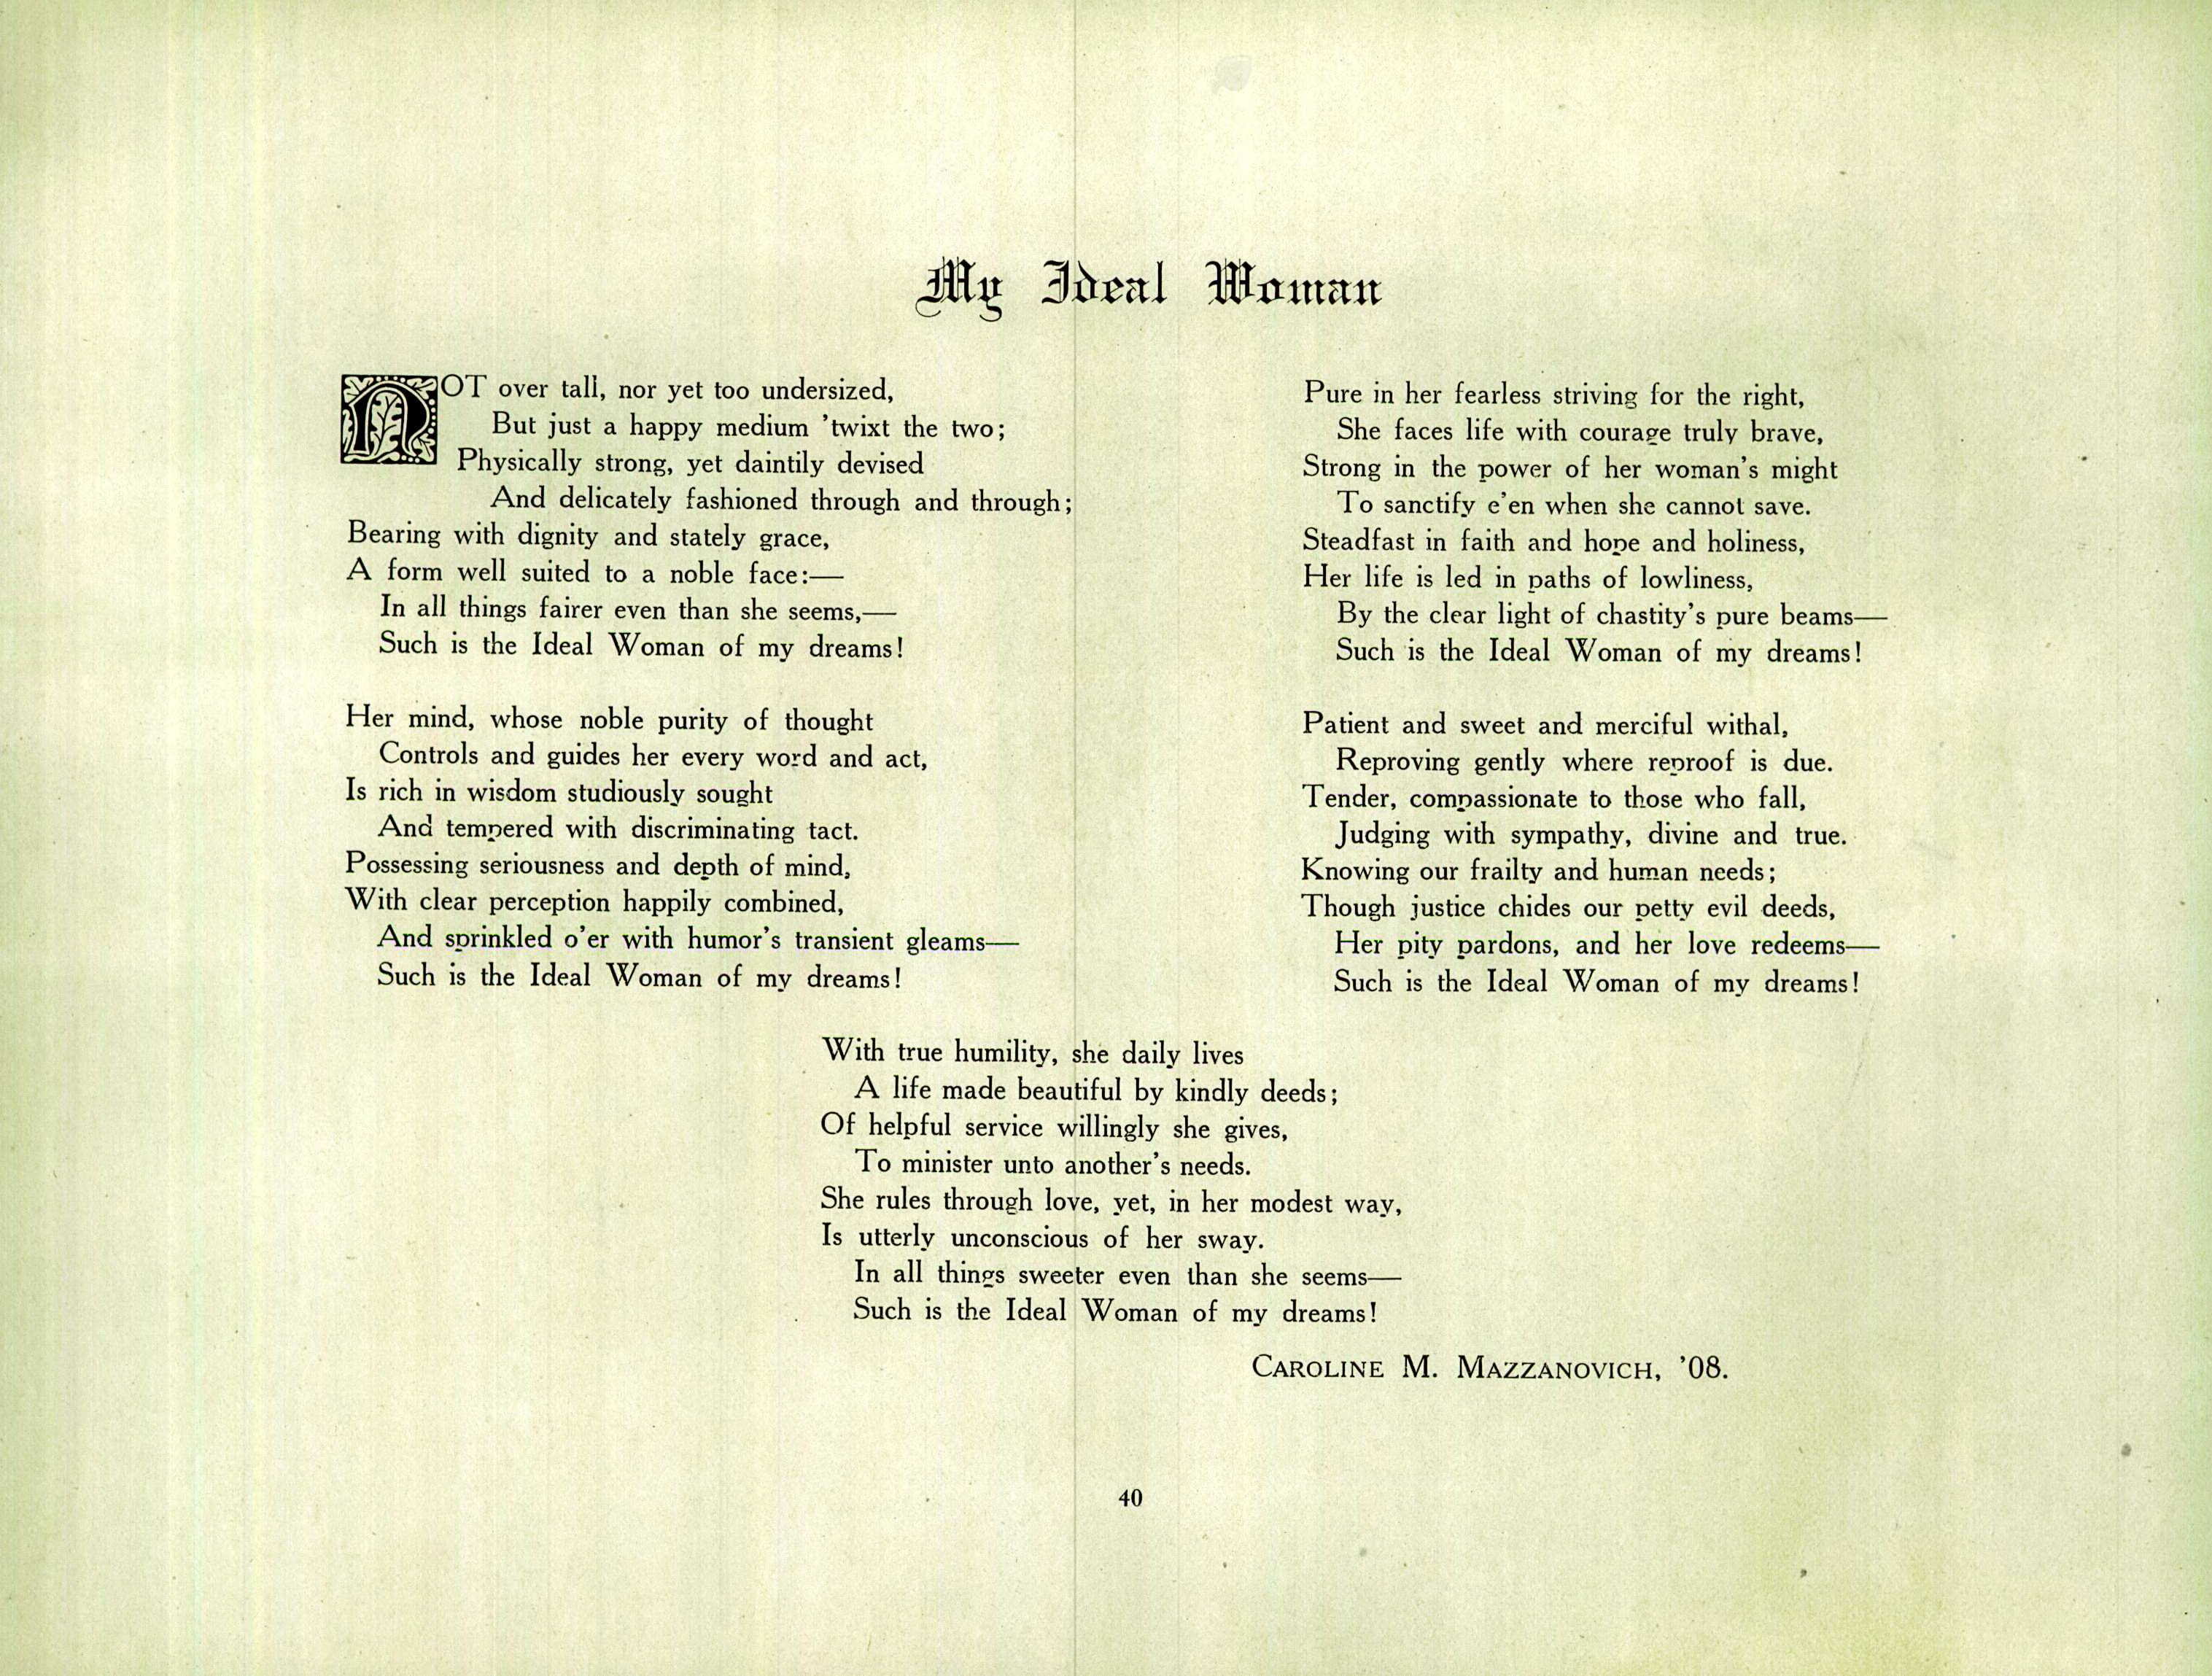 My Ideal Woman
NOT over tall, nor yet too undersized,
But just a happy medium 'twixt the two;
Physically strong, yet daintily devised
And delicately fashioned through and through;
Bearing with dignity and stately grace,
A form well suited to a noble face:—
In all things fairer even than she seems,—
Such is the Ideal Woman of my dreams!
Her mind, whose noble purity of thought
Controls and guides her every word and act,
Is rich in wisdom studiously sought
And tempered with discriminating tact.
Possessing seriousness and depth of mind,
With clear perception happily combined,
And sprinkled o'er with humor's transient gleams—
Such is the Ideal Woman of my dreams!
Pure in her fearless striving for the right,
She faces life with courage truly brave,
Strong in the power of her woman's might
To sanctify e'en when she cannot save.
Steadfast in faith and hope and holiness,
Her life is led in paths of lowliness,
By the clear light of chastity's pure beams—
Such is the Ideal Woman of my dreams!
Patient and sweet and merciful withal,
Reproving gently where reproof is due.
Tender, compassionate to those who fall,
Judging with sympathy, divine and true.
Knowing our frailty and human needs;
Though justice chides our petty evil deeds,
Her pity pardons, and her love redeems—
Such is the Ideal Woman of my dreams!
With true humility, she daily lives
A life made beautiful by kindly deeds;
Of helpful service willingly she gives,
To minister unto another's needs.
She rules through love, yet, in her modest way,
Is utterly unconscious of her sway.
In all things sweeter even than she seems—
Such is the Ideal Woman of my dreams!
CAROLINE M. MAZZANOVICH, '08.
40